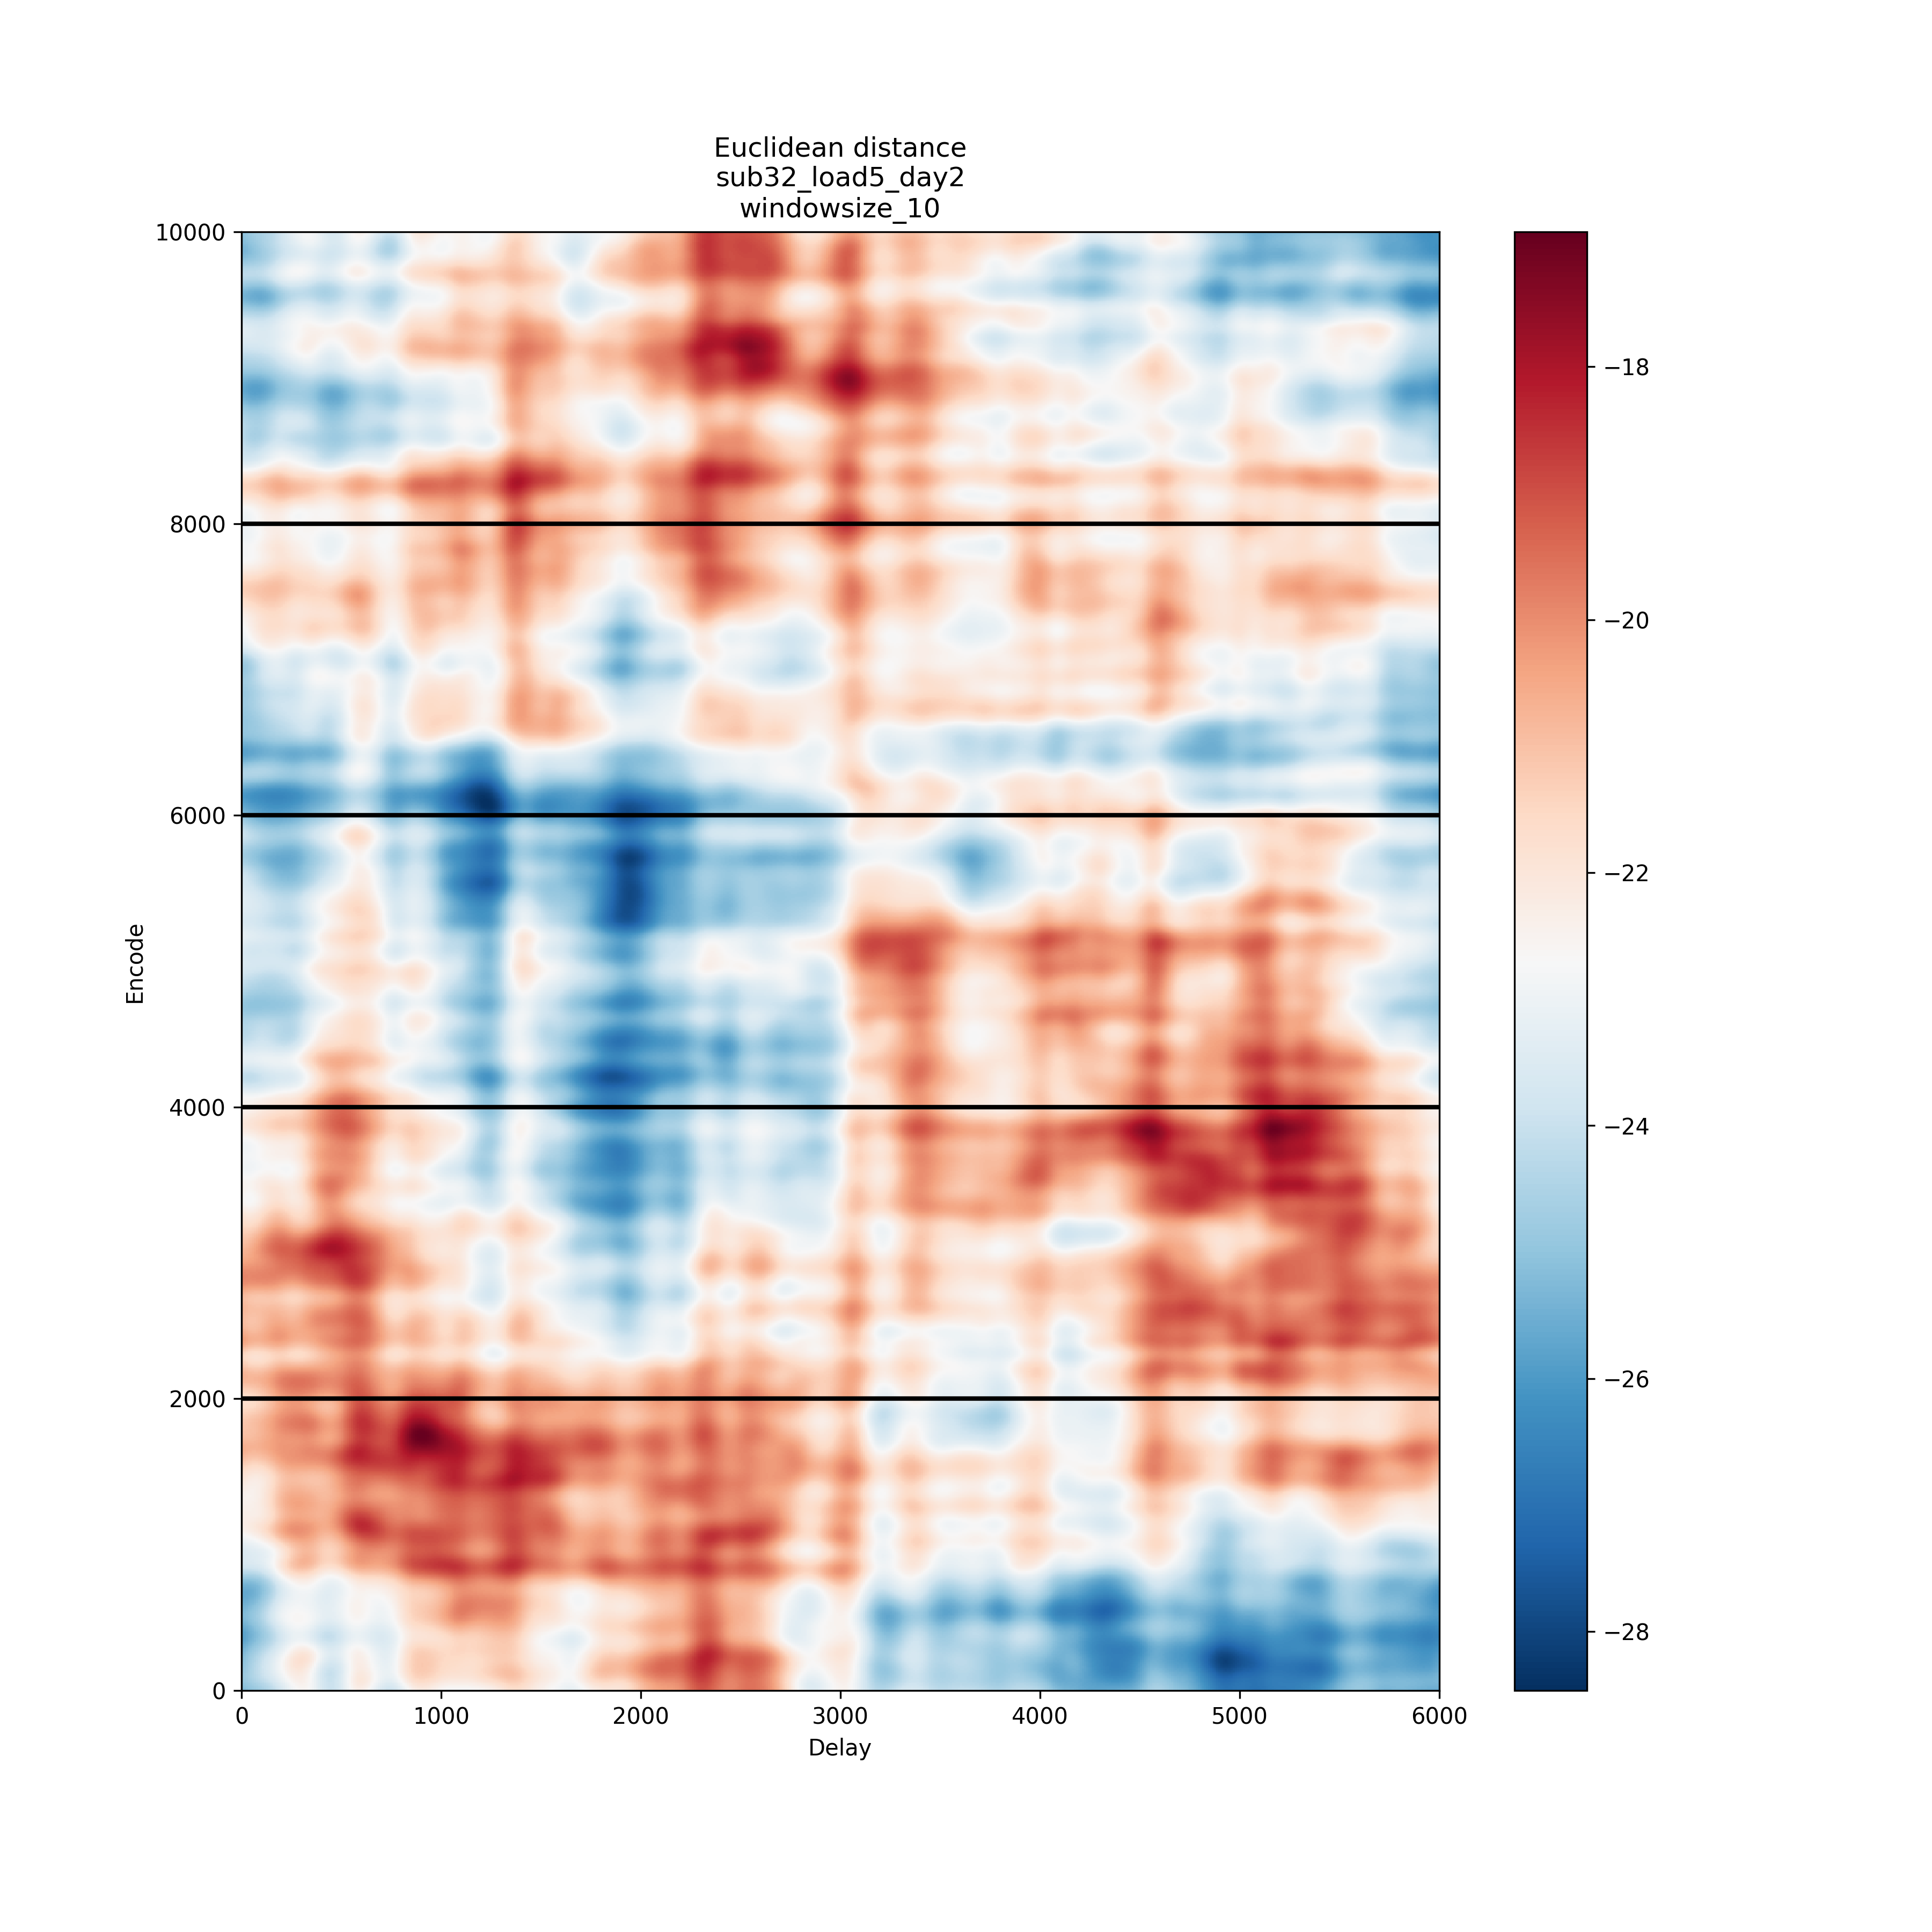 Euclidean distance
sub32_load5_day2
windowsize_10
10000
8000
6000
4000
2000
0
Encode
0 1000 2000 3000 4000 5000 6000
Delay
−18
−20
−22
−24
−26
−28